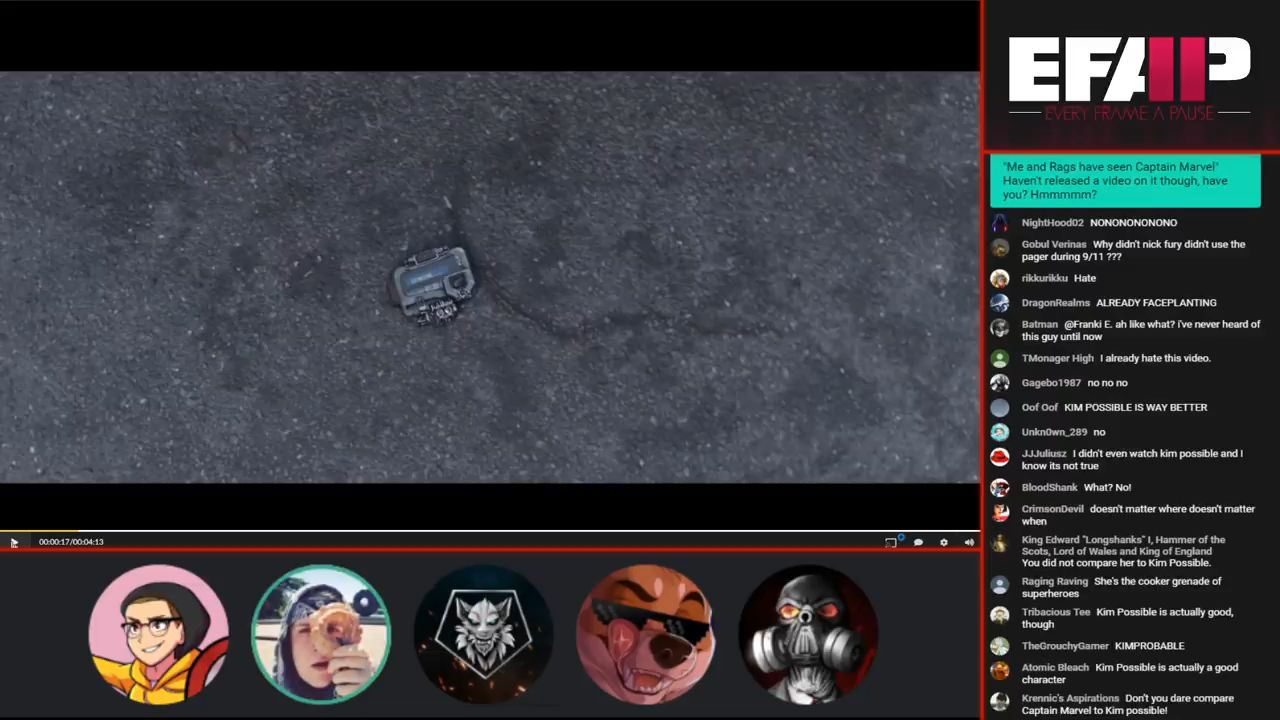 EFAP
EVERY FRAME A PAUSE
"Me and Rags have seen Captain Marvel"
Haven't released a video on it though, have
you? Hmmmmm?
NightHood02 NONONONONONO
Gobul Verinas Why didn't nick fury didn't use the
pager during 9/11 ???
rikkurikku Hate
DragonRealms ALREADY FACEPLANTING
Batman @Franki E. ah like what? i've never heard of
this guy until now
TMonager High I already hate this video.
Gagebo1987 no no no
Oof Oof KIM POSSIBLE IS WAY BETTER
Unkn0wn_289 no
JJJuliusz I didn't even watch kim possible and I
know its not true
BloodShank What? No!
CrimsonDevil doesn't matter where doesn't matter
when
King Edward "Longshanks" I, Hammer of the
Scots, Lord of Wales and King of England
You did not compare her to Kim Possible.
Raging Raving She's the cooker grenade of
superheroes
Tribacious Tee Kim Possible is actually good,
though
TheGrouchyGamer KIMPROBABLE
Atomic Bleach Kim Possible is actually a good
character
Krennic's Aspirations Don't you dare compare
Captain Marvel to Kim possible!
00:00:17/00:04:13